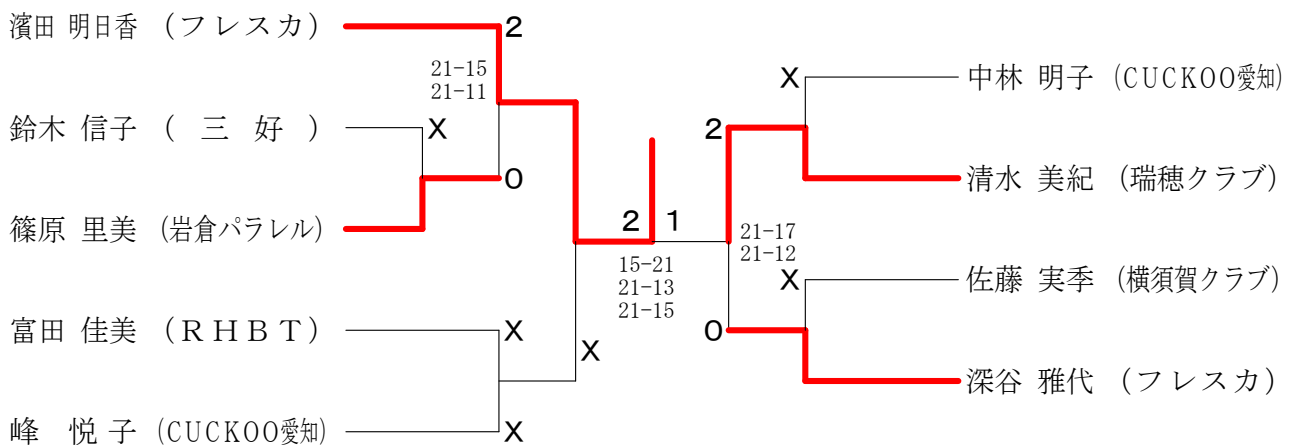 濱田 明日香 (フレスカ)
2
21-15
21-11
鈴木 信子 ( 三 好 )
X
0
篠原 里美 (岩倉パラレル)
富田 佳美 (RHBT)
X
X
峰 悦子 (CUCKOO愛知)
X
2 1
15-21
21-13
21-15
X
中林 明子 (CUCKOO愛知)
2
清水 美紀 (瑞穂クラブ)
21-17
21-12
X
佐藤 実季 (横須賀クラブ)
0
深谷 雅代 (フレスカ)